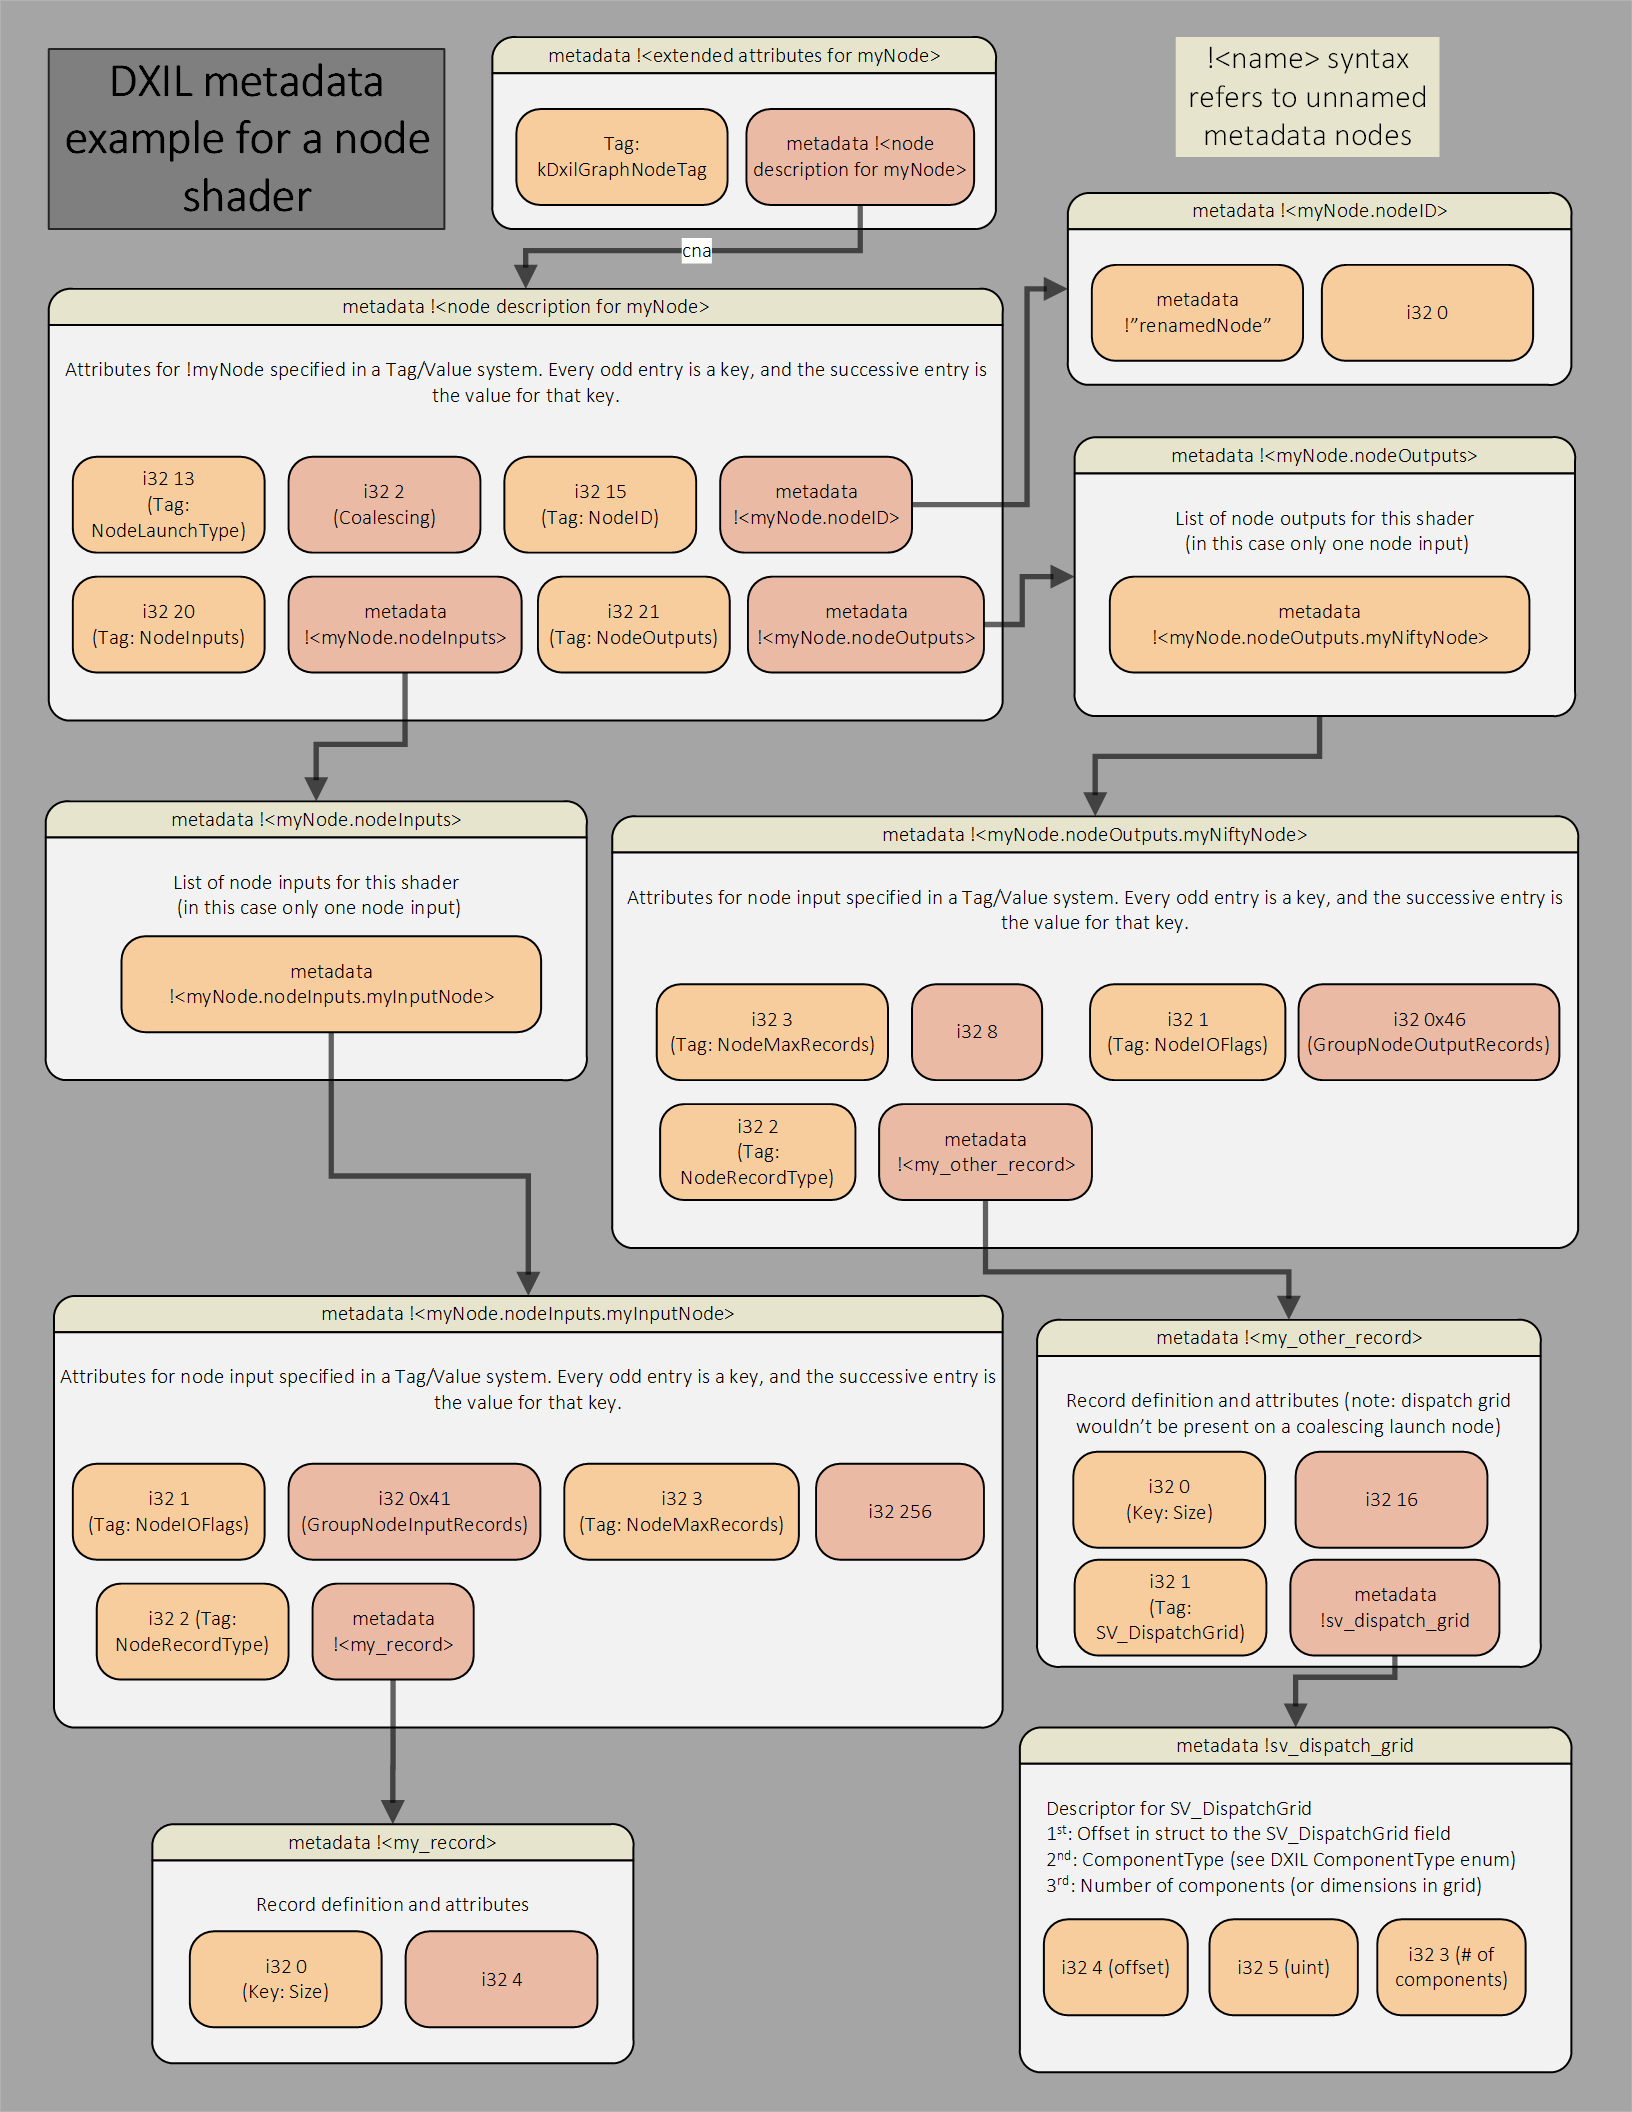 DXIL metadata
example for a node
shader
metadata !<extended attributes for myNode>
Tag:
kDxilGraphNodeTag
metadata !<node
description for myNode>
!<name> syntax
refers to unnamed
metadata nodes
cna
metadata !<myNode.nodeID>
metadata
!”renamedNode”
i32 0
metadata !<node description for myNode>
Attributes for !myNode specified in a Tag/Value system. Every odd entry is a key, and the successive entry is
the value for that key.
i32 13
(Tag:
NodeLaunchType)
i32 2
(Coalescing)
i32 15
(Tag: NodeID)
metadata
!<myNode.nodeID>
i32 20
(Tag: NodeInputs)
metadata
!<myNode.nodeInputs>
i32 21
(Tag: NodeOutputs)
metadata
!<myNode.nodeOutputs>
metadata !<myNode.nodeOutputs>
List of node outputs for this shader
(in this case only one node input)
metadata
!<myNode.nodeOutputs.myNiftyNode>
metadata !<myNode.nodeInputs>
List of node inputs for this shader
(in this case only one node input)
metadata
!<myNode.nodeInputs.myInputNode>
metadata !<myNode.nodeOutputs.myNiftyNode>
Attributes for node input specified in a Tag/Value system. Every odd entry is a key, and the successive entry is
the value for that key.
i32 3
(Tag: NodeMaxRecords)
i32 8
i32 1
(Tag: NodeIOFlags)
i32 0x46
(GroupNodeOutputRecords)
i32 2
(Tag:
NodeRecordType)
metadata
!<my_other_record>
metadata !<myNode.nodeInputs.myInputNode>
Attributes for node input specified in a Tag/Value system. Every odd entry is a key, and the successive entry is
the value for that key.
i32 1
(Tag: NodeIOFlags)
i32 0x41
(GroupNodeInputRecords)
i32 3
(Tag: NodeMaxRecords)
i32 256
i32 2 (Tag:
NodeRecordType)
metadata
!<my_record>
metadata !<my_other_record>
Record definition and attributes (note: dispatch grid
wouldn’t be present on a coalescing launch node)
i32 0
(Key: Size)
i32 16
i32 1
(Tag:
SV_DispatchGrid)
metadata
!sv_dispatch_grid
metadata !<my_record>
Record definition and attributes
i32 0
(Key: Size)
i32 4
metadata !sv_dispatch_grid
Descriptor for SV_DispatchGrid
1st: Offset in struct to the SV_DispatchGrid field
2nd: ComponentType (see DXIL ComponentType enum)
3rd: Number of components (or dimensions in grid)
i32 4 (offset)
i32 5 (uint)
i32 3 (# of
components)